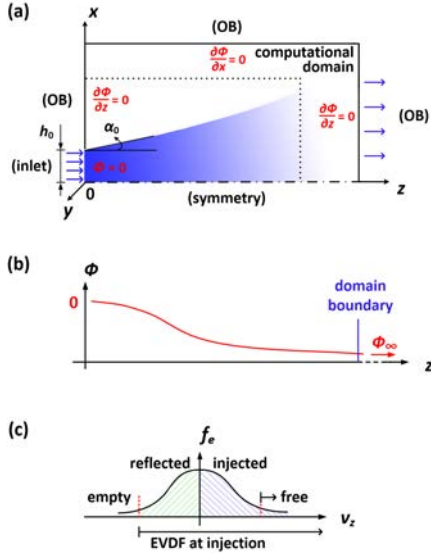 (a)
x
(OB)
∂Φ/∂x = 0
computational
domain
(OB)
∂Φ/∂z = 0
∂Φ/∂z = 0
(OB)
h₀
α₀
(inlet)
Φ = 0
0
z
y
(symmetry)
(b)
Φ
domain
boundary
0
Φ∞
z
(c)
fₑ
reflected
injected
empty
free
v_z
EVDF at injection